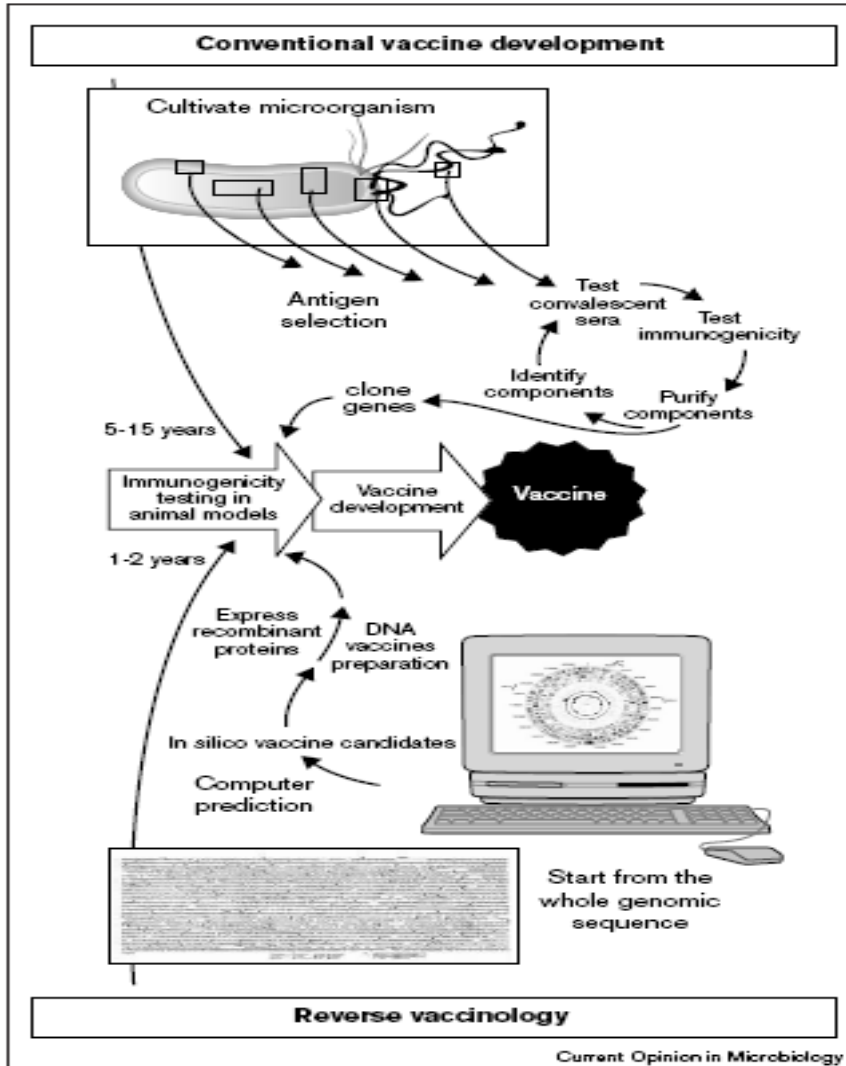 Conventional vaccine development
Cultivate microorganism
Antigen
selection
Test
convalescent
sera
Test
immunogenicity
Identify
components
Purify
components
clone
genes
5-15 years
Immunogenicity
testing in
animal models
Vaccine
development
Vaccine
1-2 years
Express
recombinant
proteins
DNA
vaccines
preparation
In silico vaccine candidates
Computer
prediction
Start from the
whole genomic
sequence
Reverse vaccinology
Current Opinion in Microbiology